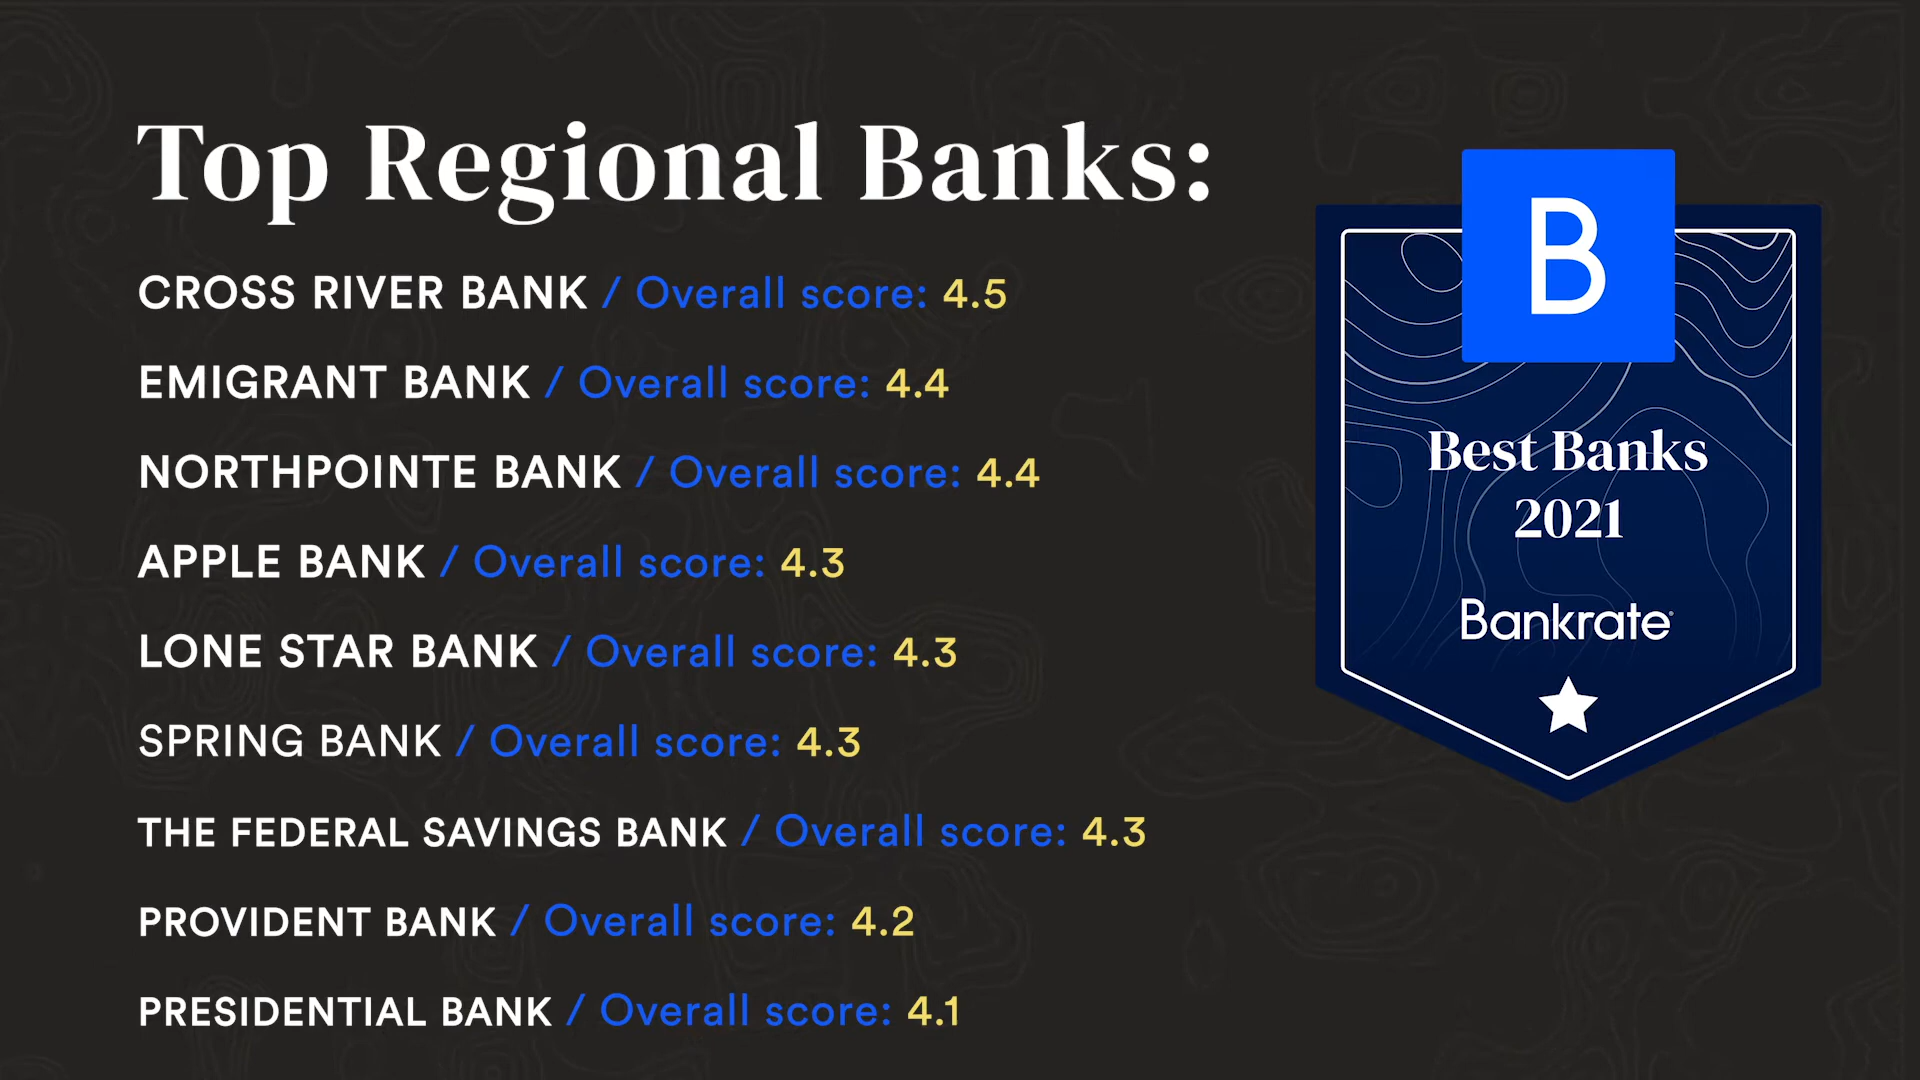 Top Regional Banks:
CROSS RIVER BANK / Overall score: 4.5
EMIGRANT BANK / Overall score: 4.4
NORTHPOINTE BANK / Overall score: 4.4
APPLE BANK / Overall score: 4.3
LONE STAR BANK / Overall score: 4.3
SPRING BANK / Overall score: 4.3
THE FEDERAL SAVINGS BANK / Overall score: 4.3
PROVIDENT BANK / Overall score: 4.2
PRESIDENTIAL BANK / Overall score: 4.1
B
Best Banks
2021
Bankrate